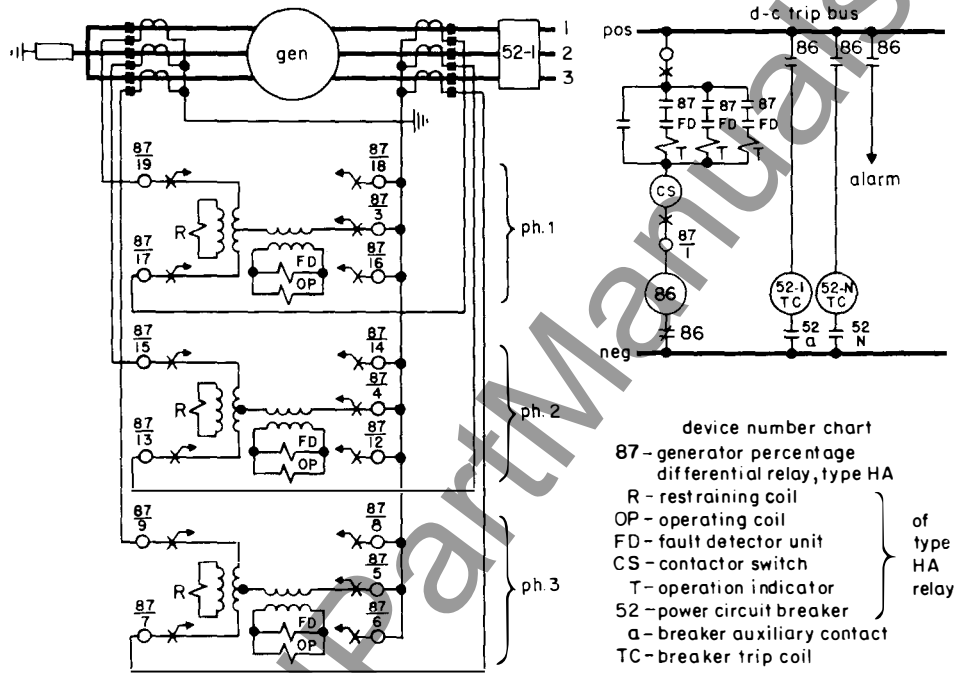 gen
52-1
1
2
3
87
19
87
18
R
87
3
FD
OP
87
17
87
16
ph. 1
87
15
87
14
R
87
4
FD
OP
87
13
87
12
ph. 2
87
9
87
8
R
87
5
FD
OP
87
7
87
6
ph. 3
d-c trip bus
pos
86
86
86
87
87
87
FD
FD
FD
T
T
T
alarm
CS
87
1
86
52-1
TC
52-N
TC
86
52
a
52
N
neg
device number chart
87 - generator percentage
differential relay, type HA
R - restraining coil
OP - operating coil
FD - fault detector unit
CS - contactor switch
T - operation indicator
52 - power circuit breaker
of
type
HA
relay
a - breaker auxiliary contact
TC - breaker trip coil